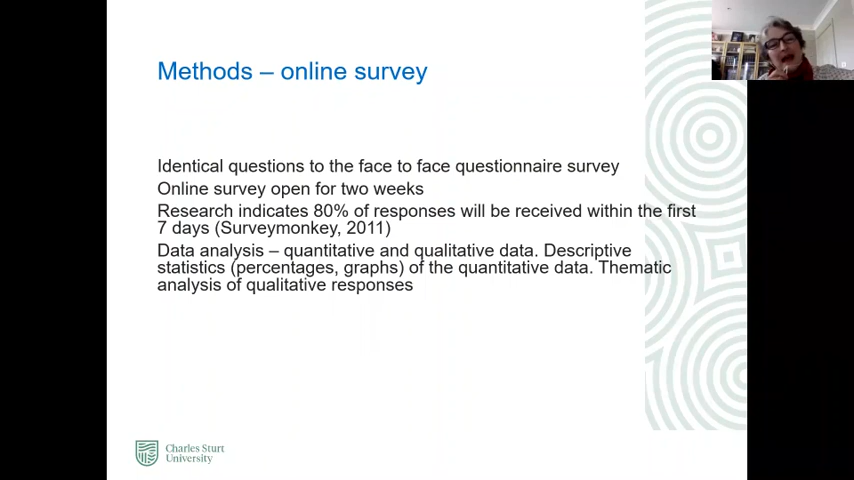 Methods – online survey
Identical questions to the face to face questionnaire survey
Online survey open for two weeks
Research indicates 80% of responses will be received within the first
7 days (Surveymonkey, 2011)
Data analysis – quantitative and qualitative data. Descriptive
statistics (percentages, graphs) of the quantitative data. Thematic
analysis of qualitative responses
Charles Sturt
University